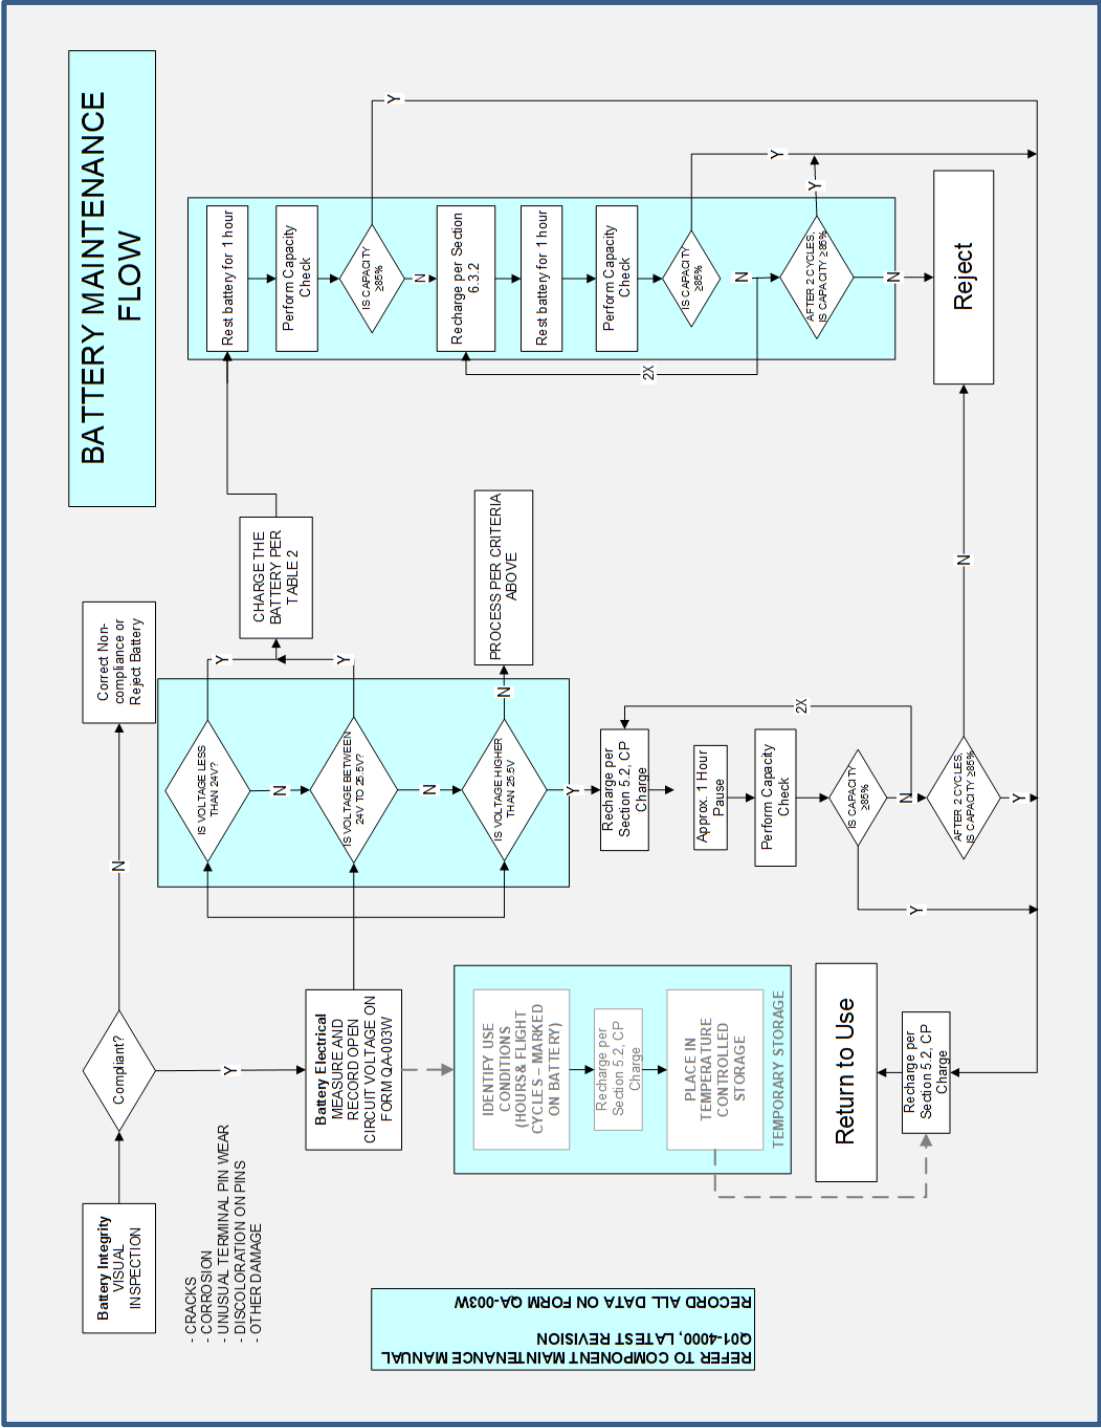 BATTERY MAINTENANCE
FLOW
Battery Integrity
VISUAL
INSPECTION
- CRACKS
- CORROSION
- UNUSUAL TERMINAL PIN WEAR
- DISCOLORATION ON PINS
- OTHER DAMAGE
Compliant?
N
Correct Non-
compliance or
Reject Battery
Y
Battery Electrical
MEASURE AND
RECORD OPEN
CIRCUIT VOLTAGE ON
FORM QA-003W
IS VOLTAGE LESS
THAN 24V?
Y
N
IS VOLTAGE BETWEEN
24V TO 25.5V?
Y
N
IS VOLTAGE HIGHER
THAN 25.5V
N
Y
CHARGE THE
BATTERY PER
TABLE 2
PROCESS PER CRITERIA
ABOVE
Rest battery for 1 hour
Perform Capacity
Check
IS CAPACITY
≥85%
Y
N
Recharge per Section
6.3.2
Rest battery for 1 hour
Perform Capacity
Check
IS CAPACITY
≥85%
Y
N
2X
AFTER 2 CYCLES,
IS CAPACITY ≥85%
Y
N
Reject
Recharge per
Section 5.2, CP
Charge
Approx. 1 Hour
Pause
Perform Capacity
Check
IS CAPACITY
≥85%
Y
N
2X
AFTER 2 CYCLES,
IS CAPACITY ≥85%
N
Y
IDENTIFY USE
CONDITIONS
(HOURS & FLIGHT
CYCLES – MARKED
ON BATTERY)
Recharge per
Section 5.2, CP
Charge
PLACE IN
TEMPERATURE
CONTROLLED
STORAGE
TEMPORARY STORAGE
Return to Use
Recharge per
Section 5.2, CP
Charge
REFER TO COMPONENT MAINTENANCE MANUAL
Q01-4000, LATEST REVISION
RECORD ALL DATA ON FORM QA-003W